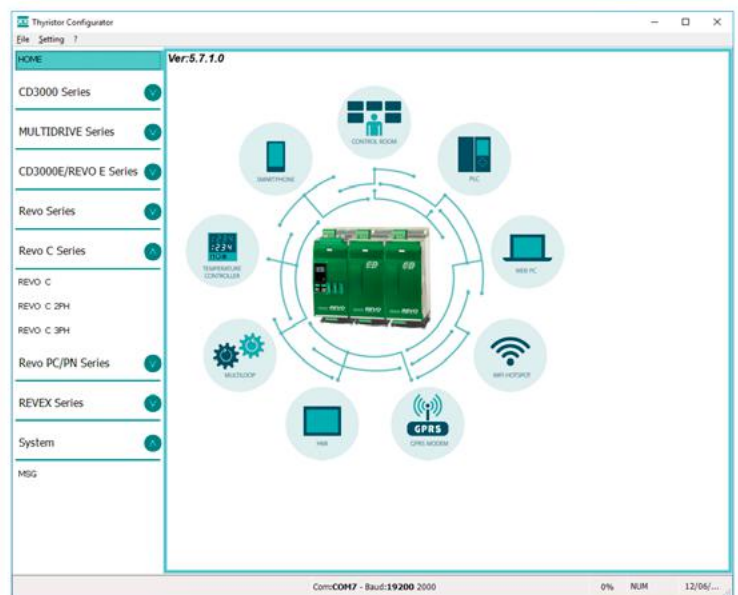 Thyristor Configurator
File Setting ?
HOME
Ver:5.7.1.0
CD3000 Series
MULTIDRIVE Series
CD3000E/REVO E Series
Revo Series
Revo C Series
REVO C
REVO C 2PH
REVO C 3PH
Revo PC/PN Series
REVEX Series
System
MSG
CONTROL ROOM
SMARTPHONE
PLC
TEMPERATURE
CONTROLLER
WEB PC
MULTILOOP
WIFI HOTSPOT
HMI
GPRS
GPRS MODEM
REVO REVO REVO
Com:COM7 - Baud:19200 2000
0% NUM 12/06/...